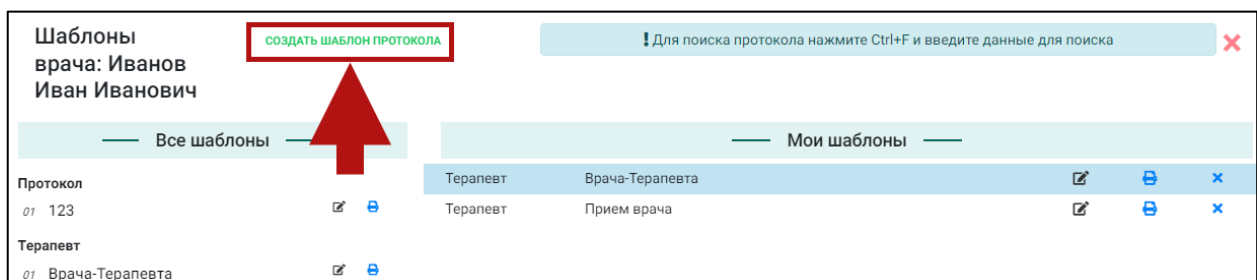 Шаблоны
врача: Иванов
Иван Иванович
СОЗДАТЬ ШАБЛОН ПРОТОКОЛА
! Для поиска протокола нажмите Ctrl+F и введите данные для поиска
Все шаблоны
Протокол
01 123
Терапевт
01 Врача-Терапевта
Мои шаблоны
Терапевт Врача-Терапевта
Терапевт Прием врача